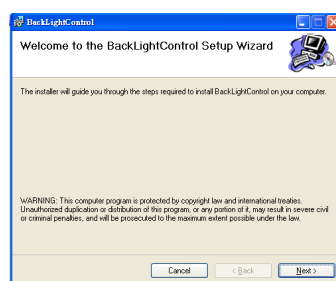 BackLightControl
Welcome to the BackLightControl Setup Wizard
The installer will guide you through the steps required to install BackLightControl on your computer.
WARNING: This computer program is protected by copyright law and international treaties.
Unauthorized duplication or distribution of this program, or any portion of it, may result in severe civil
or criminal penalties, and will be prosecuted to the maximum extent possible under the law.
Cancel
< Back
Next >